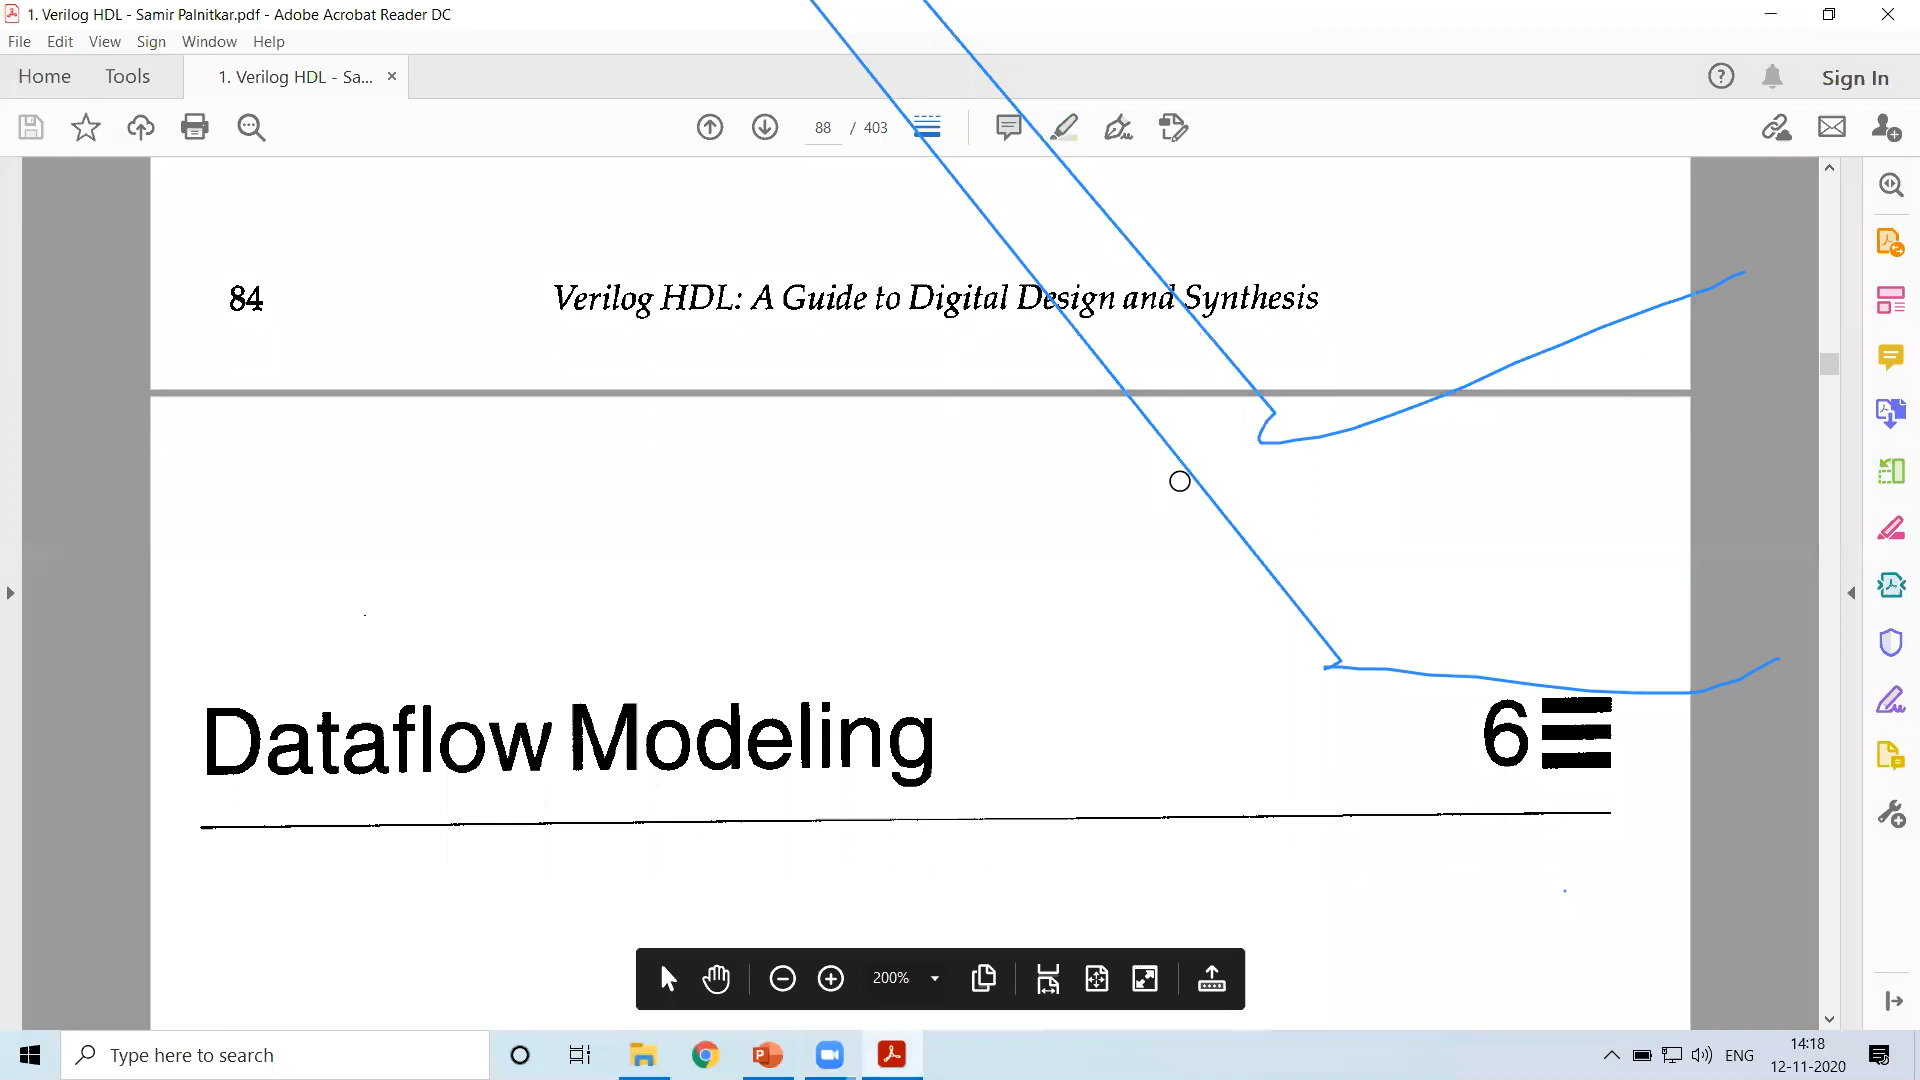 1. Verilog HDL - Samir Palnitkar.pdf - Adobe Acrobat Reader DC
File Edit View Sign Window Help
Home Tools 1. Verilog HDL - Sa... × Sign In
88 / 403
84 Verilog HDL: A Guide to Digital Design and Synthesis
Dataflow Modeling 6
200%
Type here to search
ENG
14:18
12-11-2020